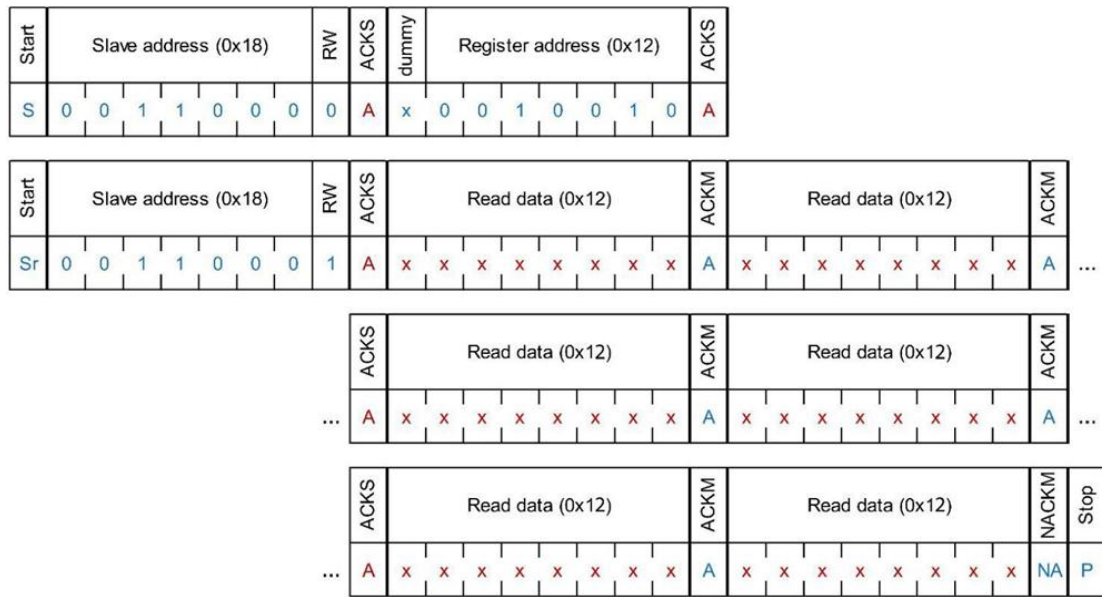 Start Slave address (0x18) RW ACKS dummy Register address (0x12) ACKS
S 0 0 1 1 0 0 0 0 A x 0 0 1 0 0 1 0 A
Start Slave address (0x18) RW ACKS Read data (0x12) ACKM Read data (0x12) ACKM
Sr 0 0 1 1 0 0 0 1 A x x x x x x x x A x x x x x x x x A ...
ACKS Read data (0x12) ACKM Read data (0x12) ACKM
... A x x x x x x x x A x x x x x x x x A ...
ACKS Read data (0x12) ACKM Read data (0x12) NACKM Stop
... A x x x x x x x x A x x x x x x x x NA P